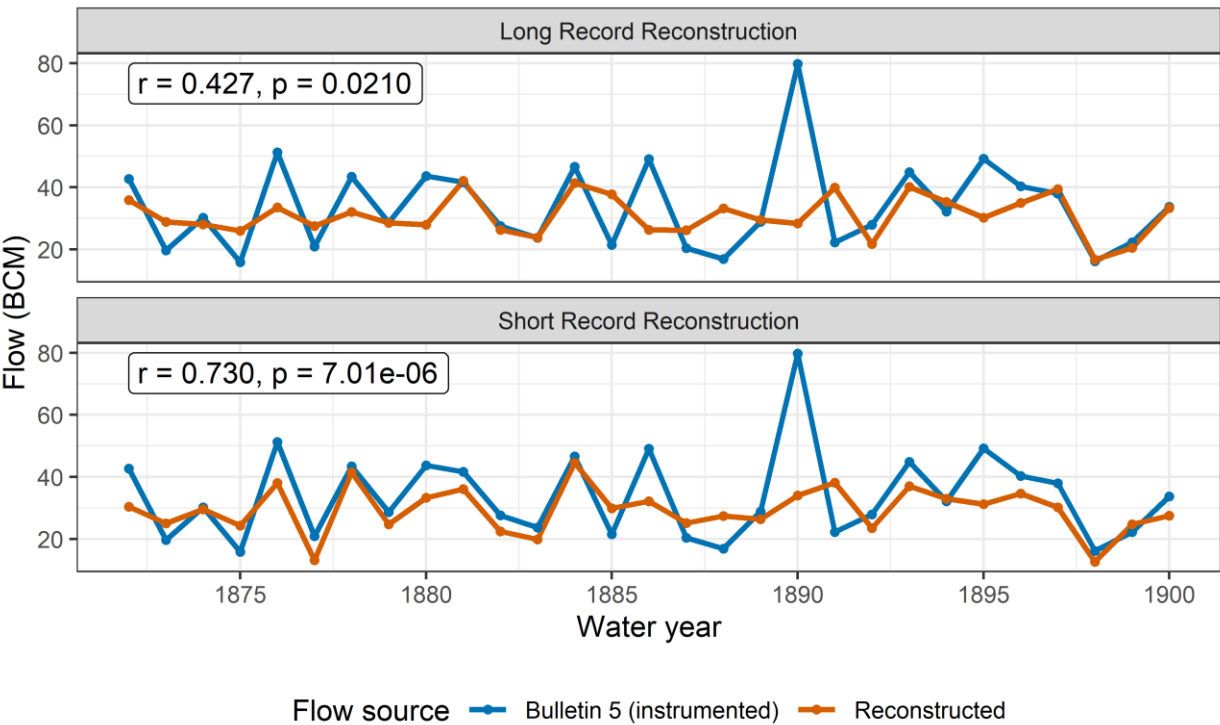 Long Record Reconstruction
r = 0.427, p = 0.0210
80
60
40
20
Short Record Reconstruction
r = 0.730, p = 7.01e-06
80
60
40
20
Flow (BCM)
1875 1880 1885 1890 1895 1900
Water year
Flow source Bulletin 5 (instrumented) Reconstructed